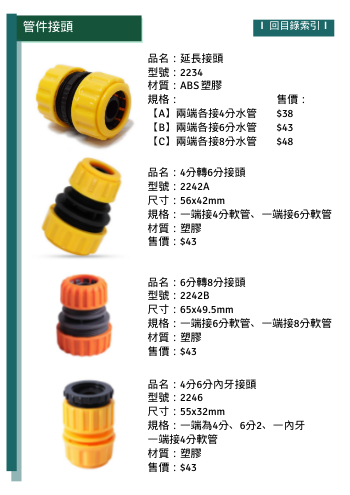 管件接頭
I 回目錄索引 I
品名：延長接頭
型號：2234
材質：ABS塑膠
規格：　　　　　　　售價：
【A】兩端各接4分水管　$38
【B】兩端各接6分水管　$43
【C】兩端各接8分水管　$48
品名：4分轉6分接頭
型號：2242A
尺寸：56x42mm
規格：一端接4分軟管、一端接6分軟管
材質：塑膠
售價：$43
品名：6分轉8分接頭
型號：2242B
尺寸：65x49.5mm
規格：一端接6分軟管、一端接8分軟管
材質：塑膠
售價：$43
品名：4分6分內牙接頭
型號：2246
尺寸：55x32mm
規格：一端為4分、6分2、一內牙
一端接4分軟管
材質：塑膠
售價：$43